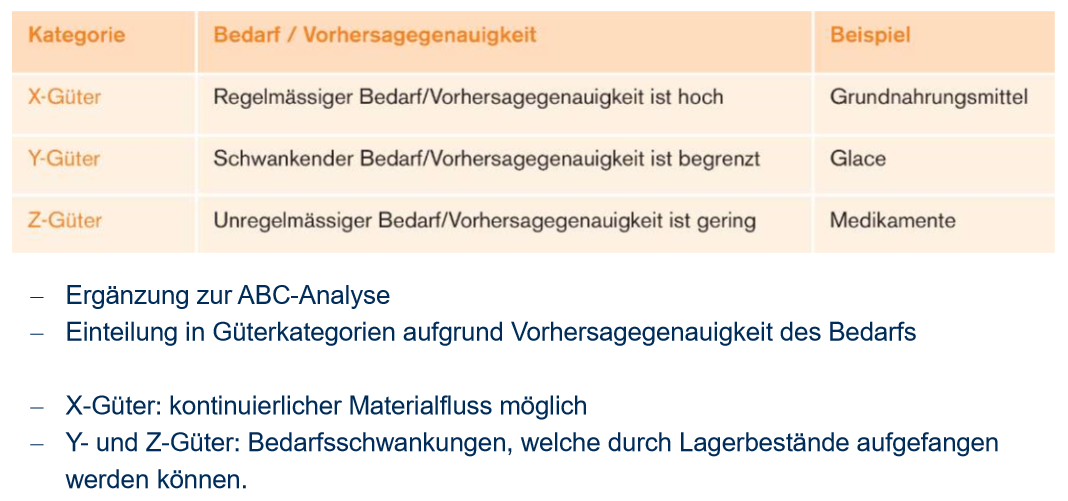 Kategorie Bedarf / Vorhersagegenauigkeit Beispiel
X-Güter Regelmässiger Bedarf/Vorhersagegenauigkeit ist hoch Grundnahrungsmittel
Y-Güter Schwankender Bedarf/Vorhersagegenauigkeit ist begrenzt Glace
Z-Güter Unregelmässiger Bedarf/Vorhersagegenauigkeit ist gering Medikamente
– Ergänzung zur ABC-Analyse
– Einteilung in Güterkategorien aufgrund Vorhersagegenauigkeit des Bedarfs
– X-Güter: kontinuierlicher Materialfluss möglich
– Y- und Z-Güter: Bedarfsschwankungen, welche durch Lagerbestände aufgefangen
werden können.